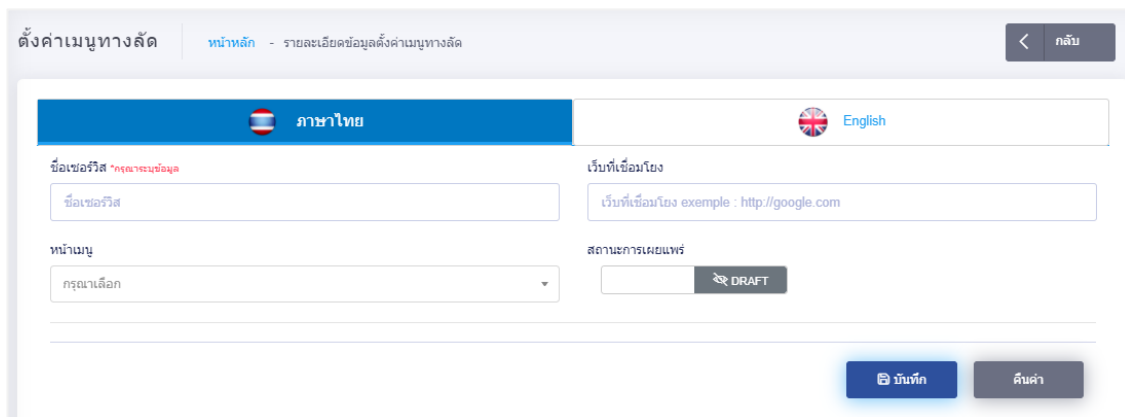 ตั้งค่าเมนูทางลัด หน้าหลัก - รายละเอียดข้อมูลตั้งค่าเมนูทางลัด กลับ
ภาษาไทย English
ชื่อเซอร์วิส *กรุณาระบุข้อมูล เว็บที่เชื่อมโยง
ชื่อเซอร์วิส เว็บที่เชื่อมโยง exemple : http://google.com
หน้าเมนู สถานะการเผยแพร่
กรุณาเลือก DRAFT
บันทึก คืนค่า